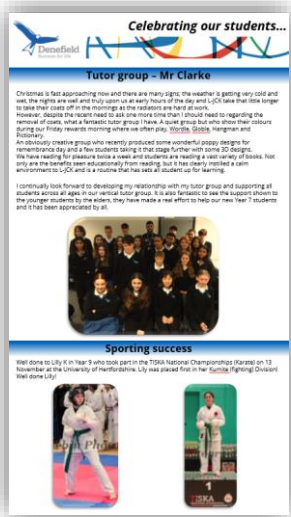 Celebrating our students...
Denefield
Tutor group – Mr Clarke
Christmas is fast approaching now and there are many signs; the weather is getting very cold and
wet, the nights are well and truly upon us at early hours of the day and L-JCK take that little longer
to take their coats off in the mornings as the radiators are hard at work.
However, despite the recent need to ask one more time than I should need to regarding the
removal of coats, what a fantastic tutor group I have. A quiet group but who show their colours
during our Friday rewards morning where we often play, Wordle, Globle, Hangman and
Pictionary.
An obviously creative group who recently produced some wonderful poppy designs for
remembrance day and a few students taking it that stage further with some 3D designs.
We have reading for pleasure twice a week and students are reading a vast variety of books. Not
only are the benefits seen educationally from reading, but it has clearly instilled a calm
environment to L-JCK and is a routine that has sets all student up for learning.
I continually look forward to developing my relationship with my tutor group and supporting all
students across all ages in our vertical tutor group. It is also fantastic to see the support shown to
the younger students by the elders, they have made a real effort to help our new Year 7 students
and it has been appreciated by all.
Sporting success
Well done to Lilly K in Year 9 who took part in the TISKA National Championships (Karate) on 13
November at the University of Hertfordshire. Lily was placed first in her Kumite (fighting) Division!
Well done Lily!
1
TISKA